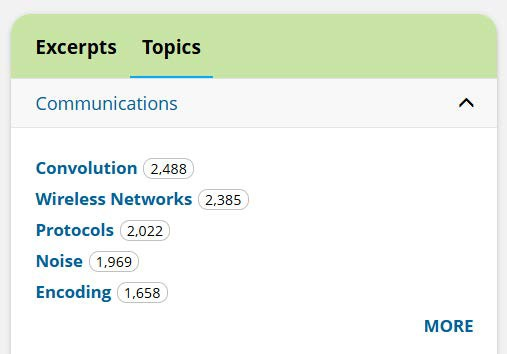 Excerpts Topics
Communications
Convolution 2,488
Wireless Networks 2,385
Protocols 2,022
Noise 1,969
Encoding 1,658
MORE